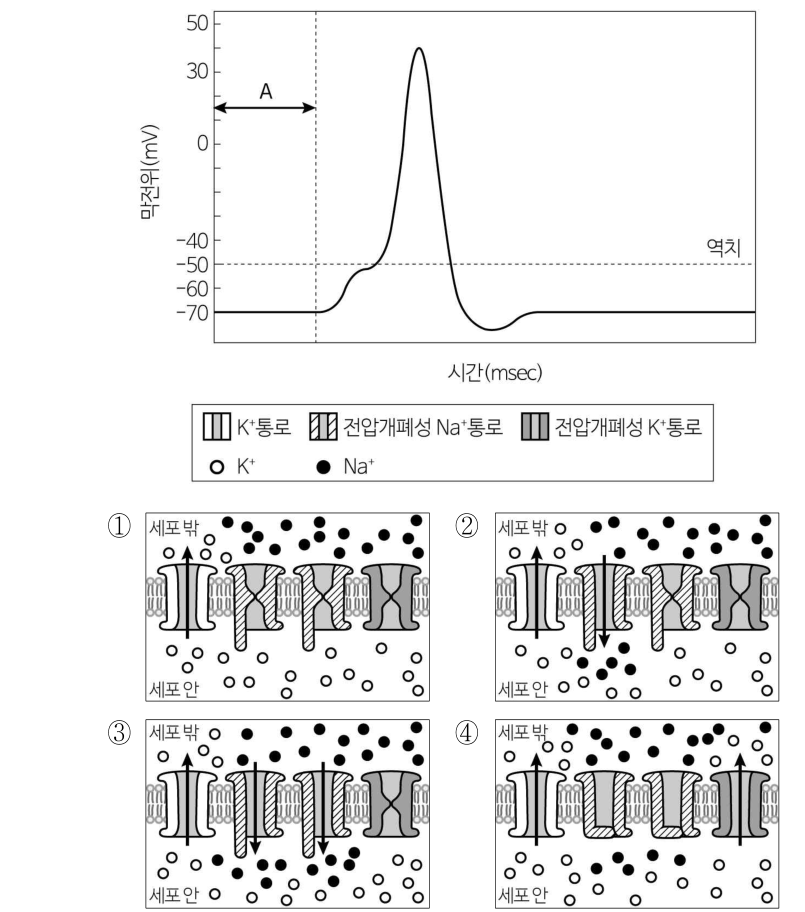 50
30
A
0
막전위(mV)
-40
역치
-50
-60
-70
시간(msec)
K⁺통로 전압개폐성 Na⁺통로 전압개폐성 K⁺통로
K⁺ Na⁺
① 세포 밖
세포 안
② 세포 밖
세포 안
③ 세포 밖
세포 안
④ 세포 밖
세포 안